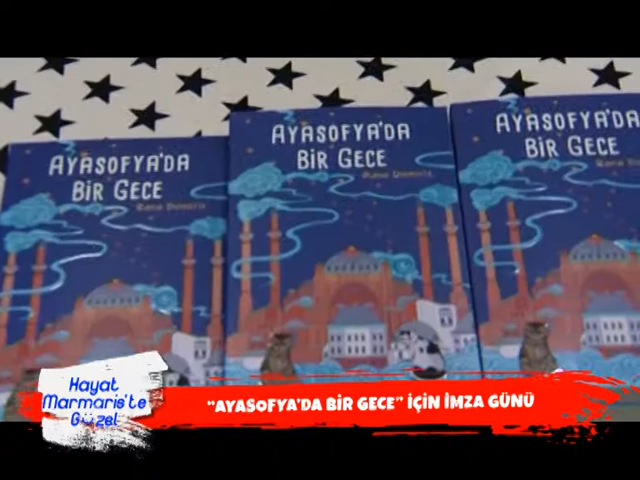 AYASOFYA'DA
BİR GECE
AYASOFYA'DA
BİR GECE
AYASOFYA'DA
BİR GECE
Hayat
Marmaris'te
Güzel
"AYASOFYA'DA BİR GECE" İÇİN İMZA GÜNÜ